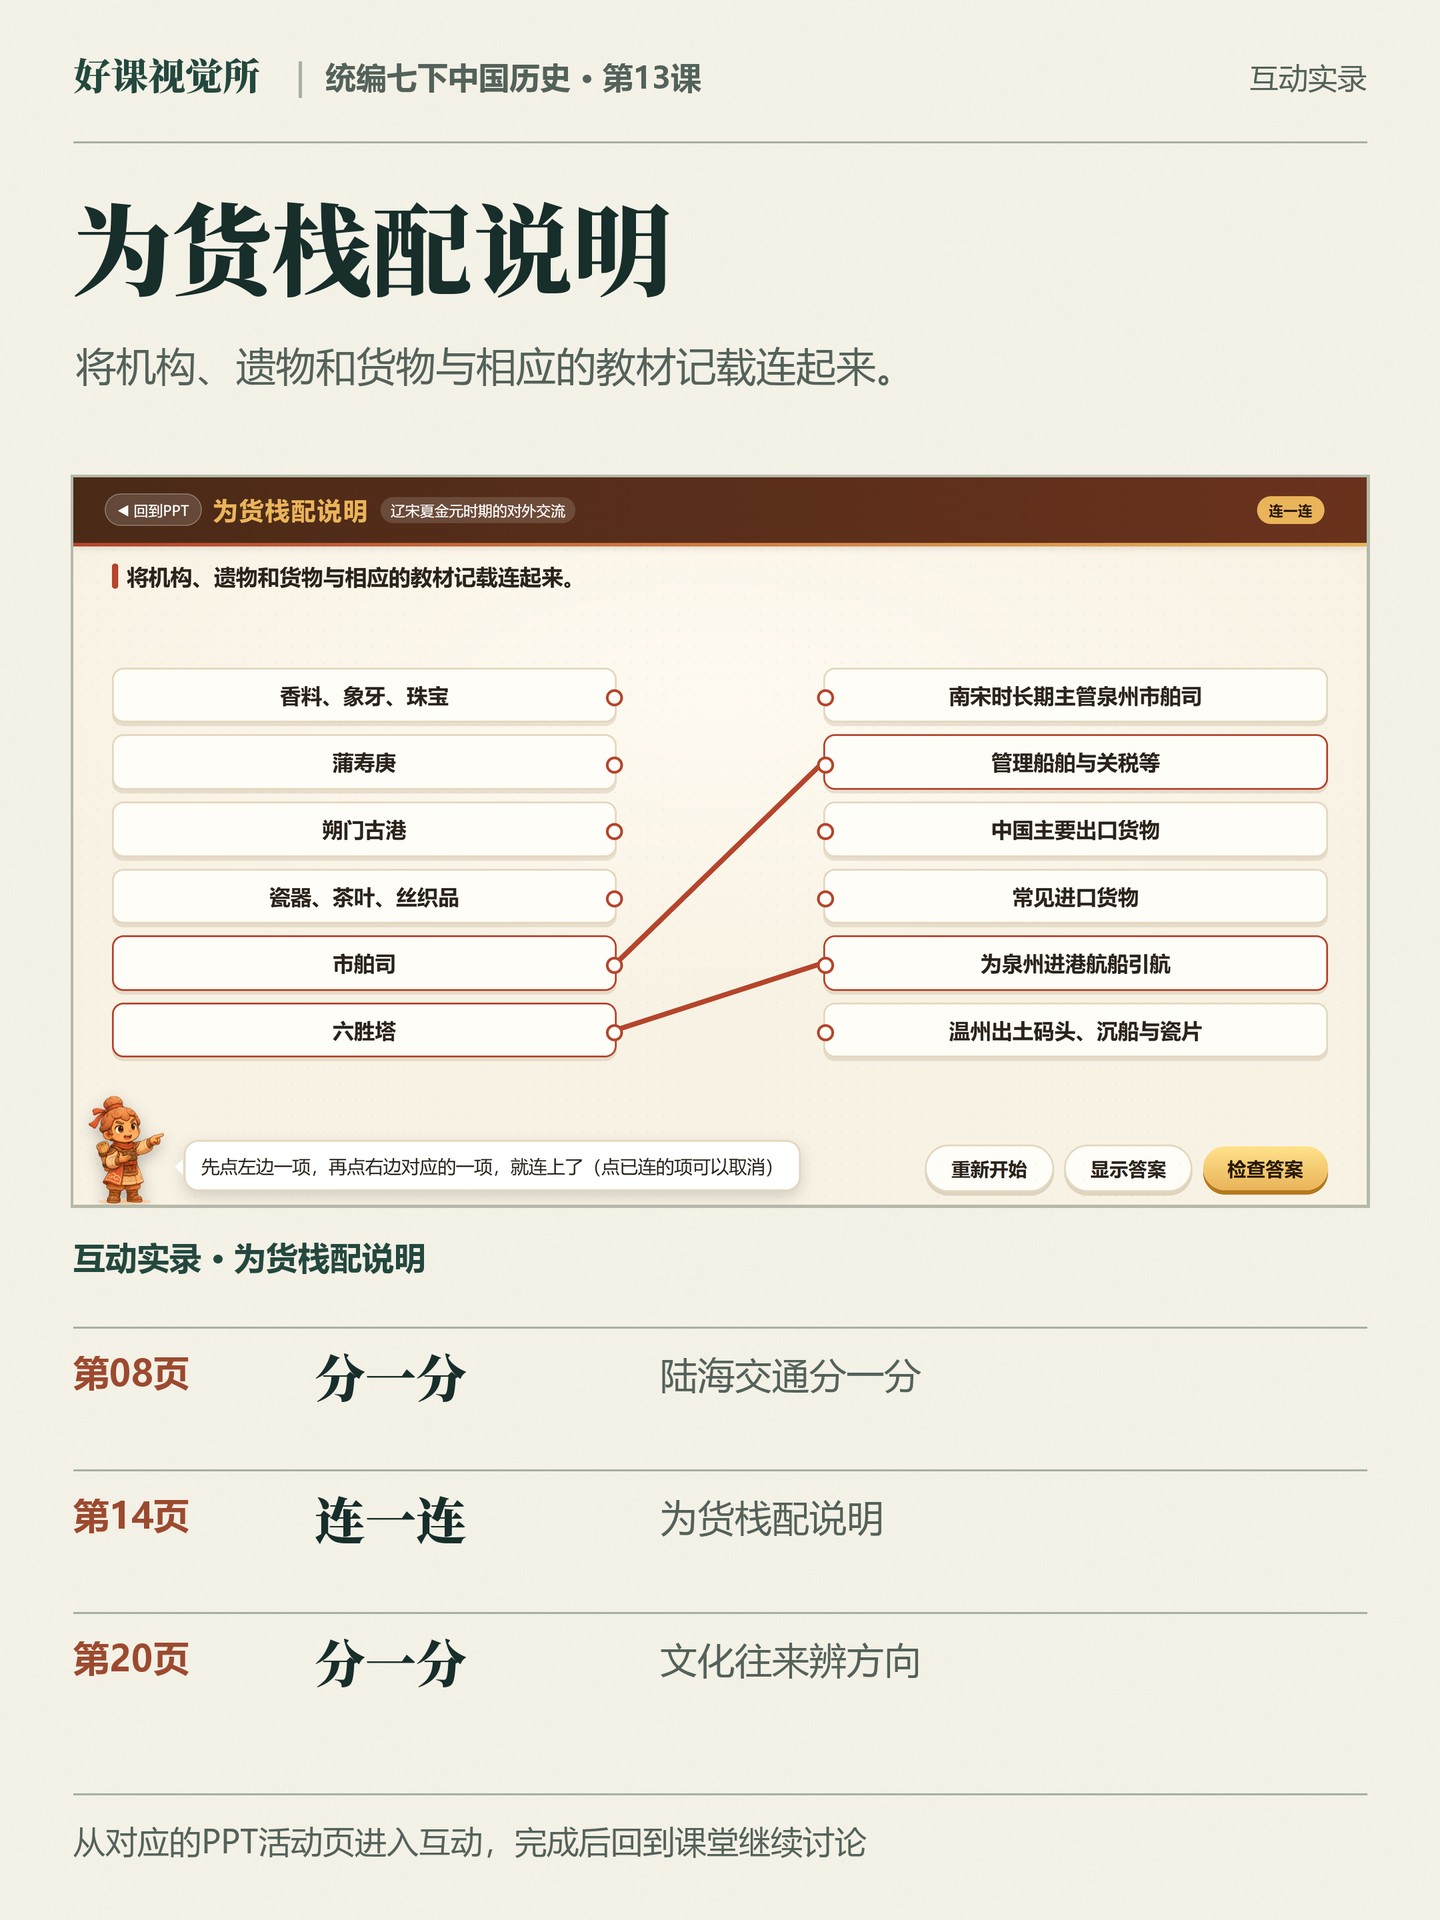 好课视觉所 | 统编七下中国历史·第13课 互动实录
为货栈配说明
将机构、遗物和货物与相应的教材记载连起来。
◀ 回到PPT 为货栈配说明 辽宋夏金元时期的对外交流 连一连
将机构、遗物和货物与相应的教材记载连起来。
香料、象牙、珠宝 南宋时长期主管泉州市舶司
蒲寿庚 管理船舶与关税等
朔门古港 中国主要出口货物
瓷器、茶叶、丝织品 常见进口货物
市舶司 为泉州进港航船引航
六胜塔 温州出土码头、沉船与瓷片
先点左边一项，再点右边对应的一项，就连上了（点已连的项可以取消） 重新开始 显示答案 检查答案
互动实录·为货栈配说明
第08页 分一分 陆海交通分一分
第14页 连一连 为货栈配说明
第20页 分一分 文化往来辨方向
从对应的PPT活动页进入互动，完成后回到课堂继续讨论